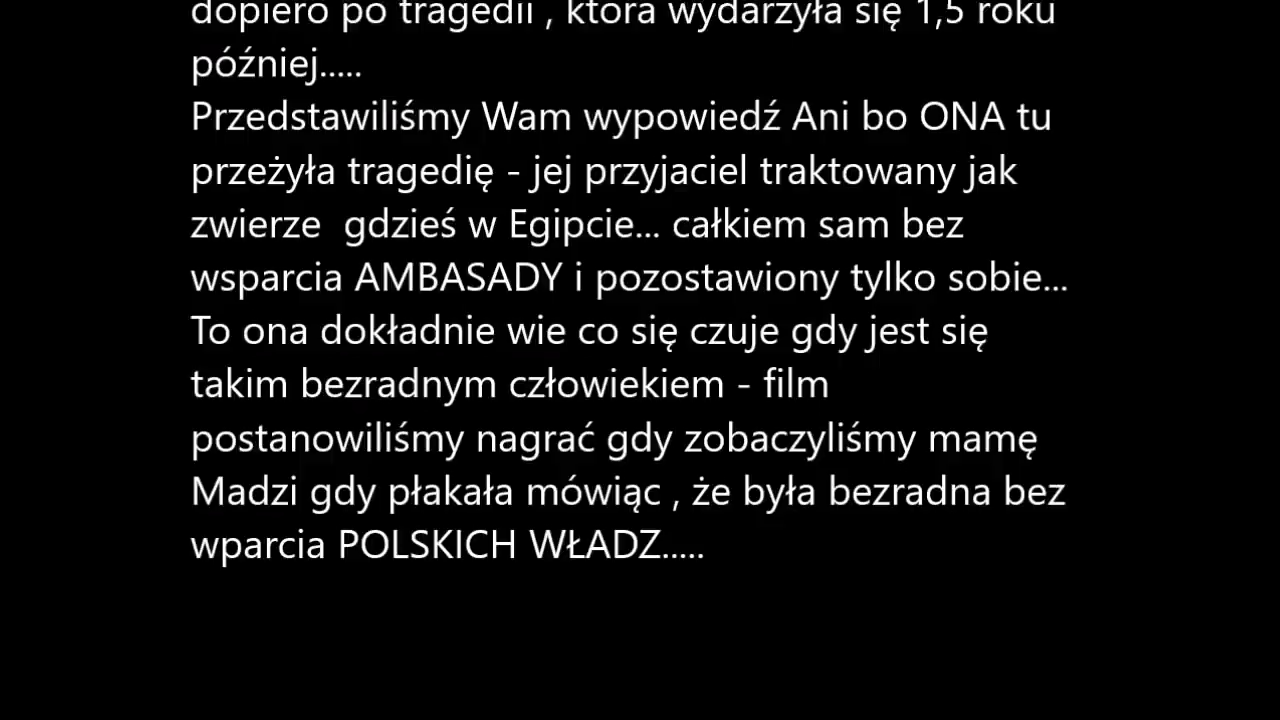 dopiero po tragedii , która wydarzyła się 1,5 roku
później.....
Przedstawiliśmy Wam wypowiedź Ani bo ONA tu
przeżyła tragedię - jej przyjaciel traktowany jak
zwierze  gdzieś w Egipcie... całkiem sam bez
wsparcia AMBASADY i pozostawiony tylko sobie...
To ona dokładnie wie co się czuje gdy jest się
takim bezradnym człowiekiem - film
postanowiliśmy nagrać gdy zobaczyliśmy mamę
Madzi gdy płakała mówiąc , że była bezradna bez
wparcia POLSKICH WŁADZ.....